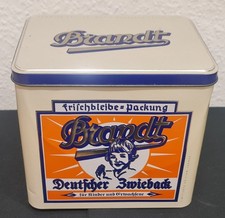 Brandt
Frischbleibe=Packung
Brandt
Deutscher Zwieback
für Kinder und Erwachsene